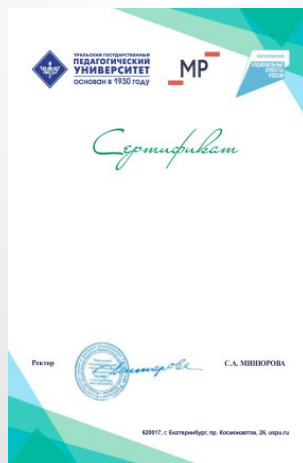 УРАЛЬСКИЙ ГОСУДАРСТВЕННЫЙ
ПЕДАГОГИЧЕСКИЙ
УНИВЕРСИТЕТ
ОСНОВАН В 1930 ГОДУ
МР
ОБРАЗОВАНИЕ
НАЦИОНАЛЬНЫЕ
ПРОЕКТЫ
РОССИИ
Сертификат
Ректор
С.А. МИНЮРОВА
620017, г. Екатеринбург, пр. Космонавтов, 26, uspu.ru